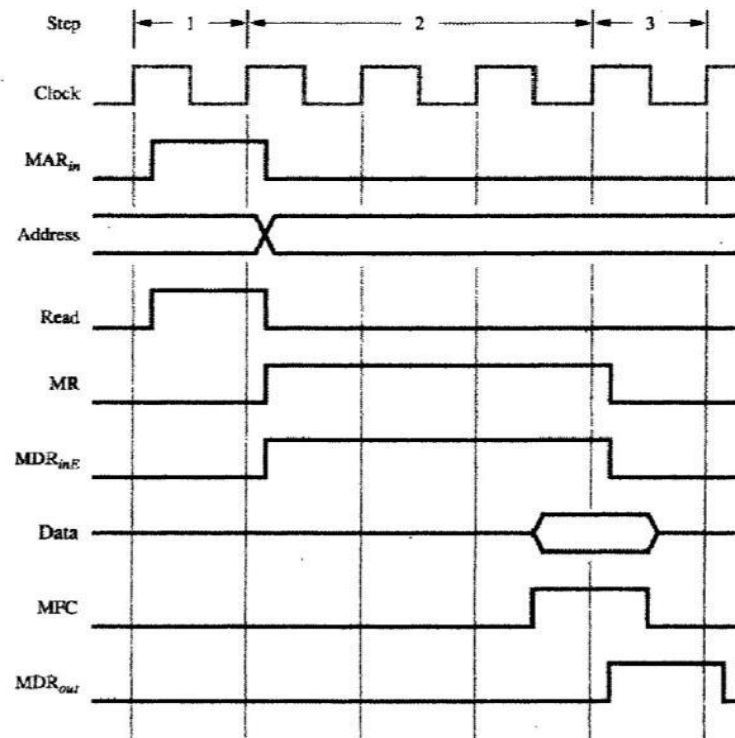 Step 1 2 3
Clock
MARin
Address
Read
MR
MDRinE
Data
MFC
MDRout